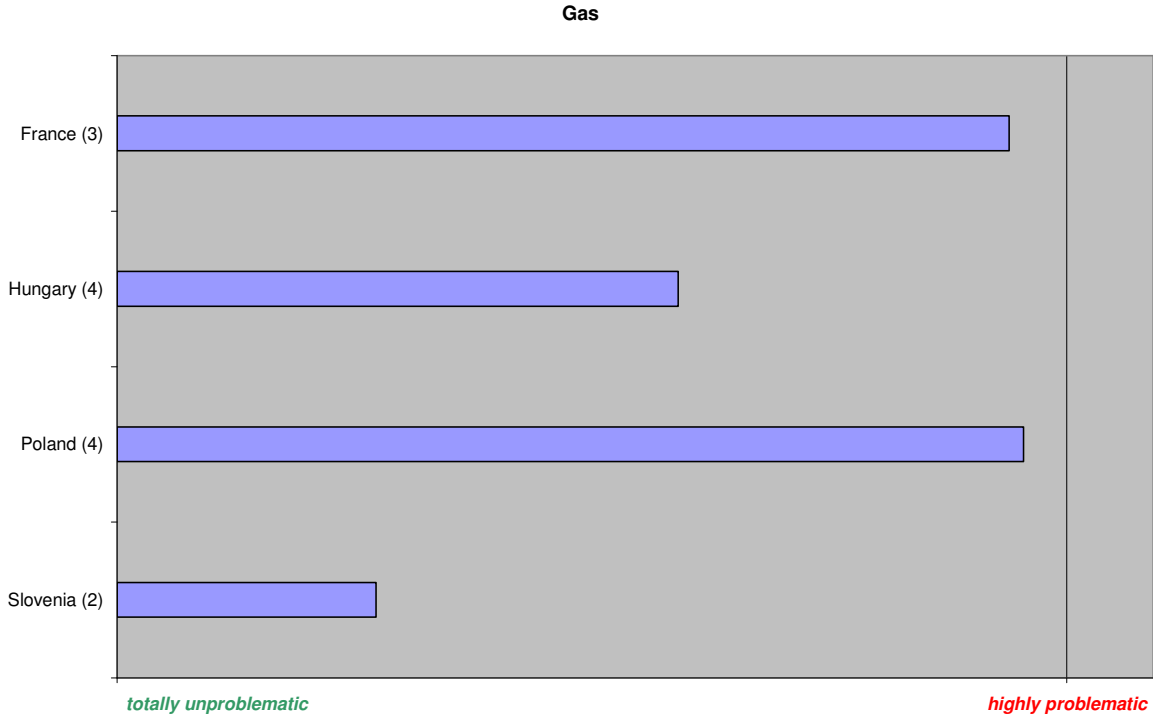 Gas
France (3)
Hungary (4)
Poland (4)
Slovenia (2)
totally unproblematic
highly problematic